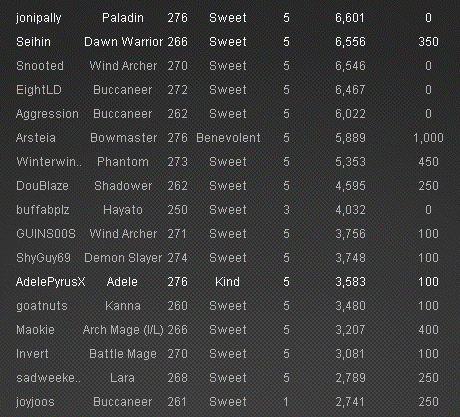 jonipally Paladin 276 Sweet 5 6,601 0
Seihin Dawn Warrior 266 Sweet 5 6,556 350
Snooted Wind Archer 270 Sweet 5 6,546 0
EightLD Buccaneer 272 Sweet 5 6,467 0
Aggression Buccaneer 262 Sweet 5 6,022 0
Arsteia Bowmaster 276 Benevolent 5 5,889 1,000
Winterwin.. Phantom 273 Sweet 5 5,353 450
DouBlaze Shadower 262 Sweet 5 4,595 250
buffabplz Hayato 250 Sweet 3 4,032 0
GUINS00S Wind Archer 271 Sweet 5 3,756 100
ShyGuy69 Demon Slayer 274 Sweet 5 3,748 100
AdelePyrusX Adele 276 Kind 5 3,583 100
goatnuts Kanna 260 Sweet 5 3,480 100
Maokie Arch Mage (I/L) 266 Sweet 5 3,207 400
Invert Battle Mage 270 Sweet 5 3,081 100
sadweeke.. Lara 268 Sweet 5 2,789 250
joyjoos Buccaneer 261 Sweet 1 2,741 250